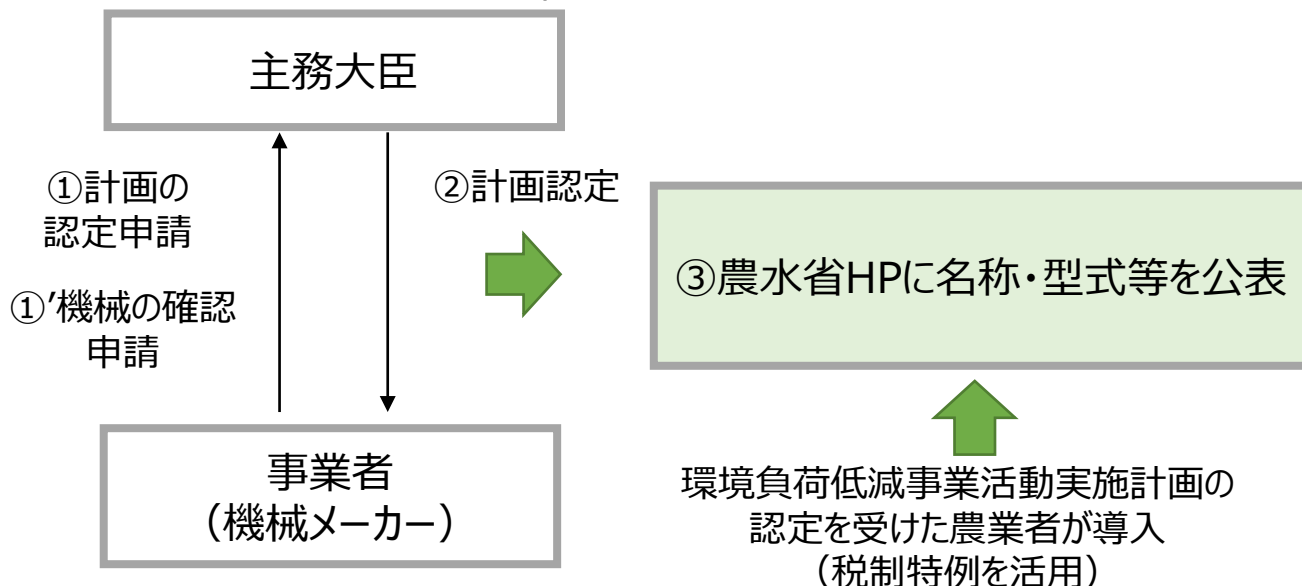 主務大臣
①計画の
認定申請
①’機械の確認
申請
②計画認定
事業者
（機械メーカー）
③農水省HPに名称・型式等を公表
環境負荷低減事業活動実施計画の
認定を受けた農業者が導入
（税制特例を活用）